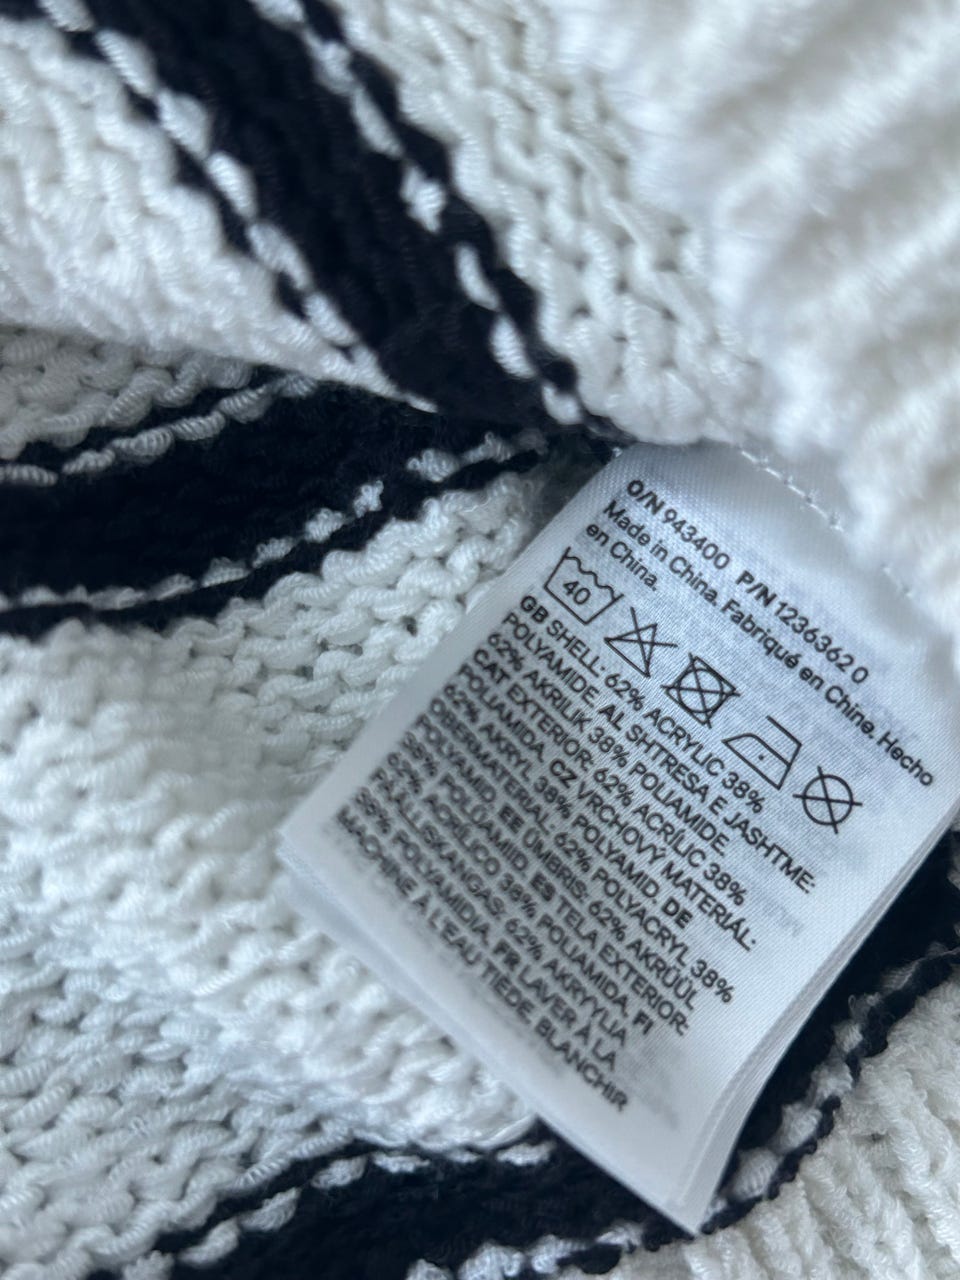 O/N 943400 P/N 1236362 0
Made in China. Fabriqué en Chine. Hecho
en China.
40
GB SHELL: 62% ACRYLIC 38%
POLYAMIDE. AL SHTRESA E JASHTME:
62% AKRILIK 38% POLIAMIDE.
CAT EXTERIOR: 62% ACRÍLIC 38%
POLIAMIDA. CZ VRCHOVÝ MATERIÁL:
62% AKRYL 38% POLYAMID. DE
OBERMATERIAL: 62% POLYACRYL 38%
POLYAMID. EE ÜMBRIS: 62% AKRÜÜL
38% POLÜAMIID. ES TELA EXTERIOR:
62% ACRÍLICO 38% POLIAMIDA. FI
PÄÄLLISKANGAS: 62% AKRYYLIA
38% POLYAMIDIA. FR LAVER À LA
MACHINE À L'EAU TIÈDE. BLANCHIR